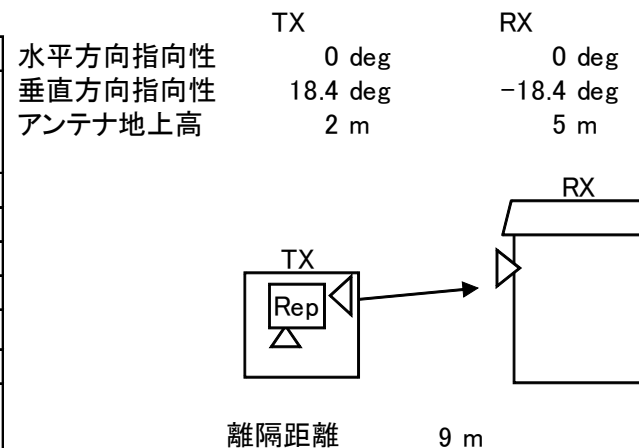 TX RX
水平方向指向性 0 deg 0 deg
垂直方向指向性 18.4 deg -18.4 deg
アンテナ地上高 2 m 5 m
RX
TX
Rep
離隔距離 9 m